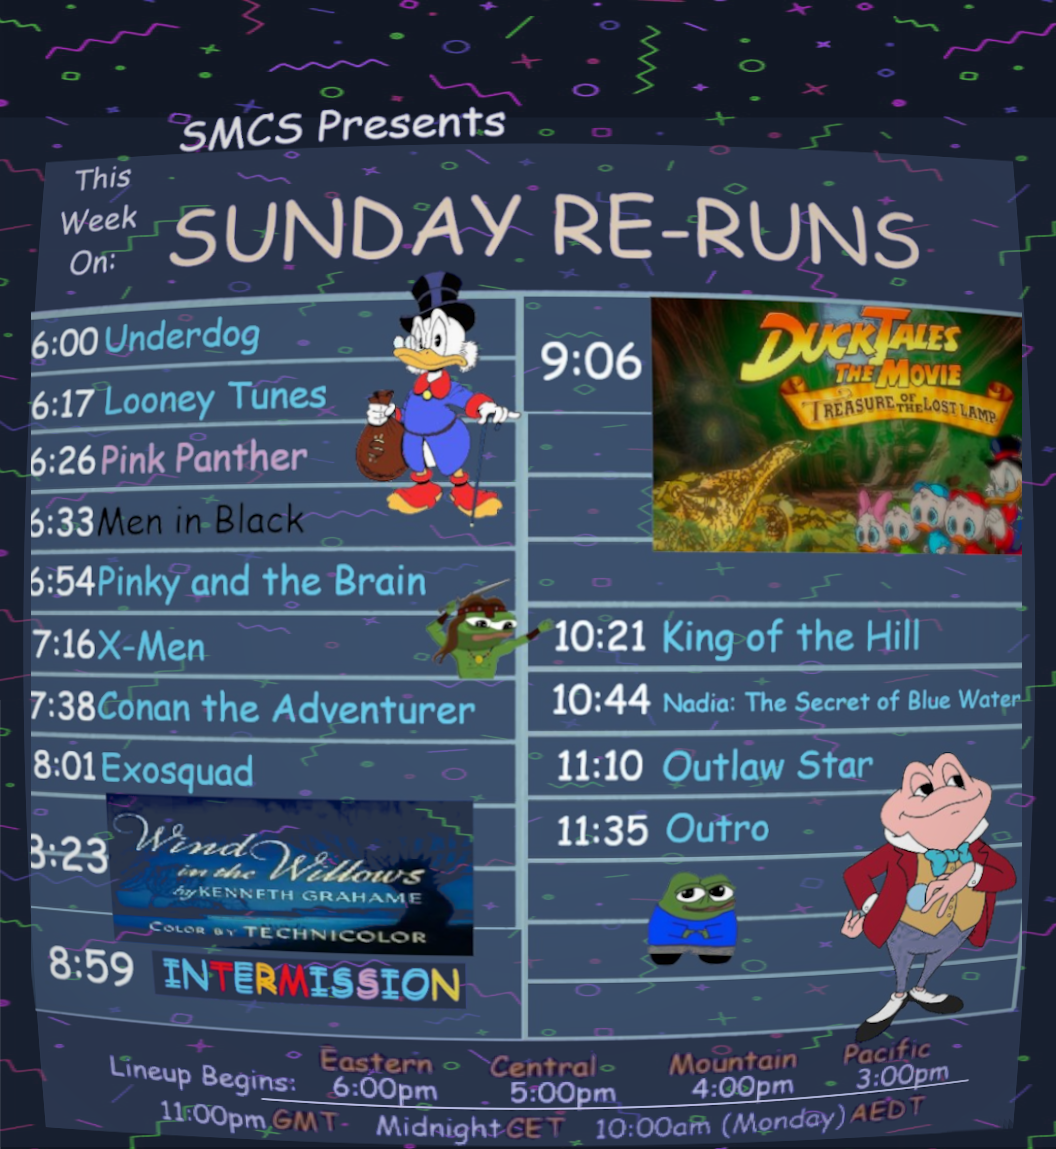 SMCS Presents
This
Week
On:
SUNDAY RE-RUNS
6:00 Underdog
6:17 Looney Tunes
6:26 Pink Panther
6:33 Men in Black
6:54 Pinky and the Brain
7:16 X-Men
7:38 Conan the Adventurer
8:01 Exosquad
8:23
Wind
in the Willows
by KENNETH GRAHAME
COLOR BY TECHNICOLOR
8:59 INTERMISSION
9:06
DUCKTALES
THE MOVIE
TREASURE OF THE LOST LAMP
10:21 King of the Hill
10:44 Nadia: The Secret of Blue Water
11:10 Outlaw Star
11:35 Outro
Lineup Begins:
Eastern Central Mountain Pacific
6:00pm 5:00pm 4:00pm 3:00pm
11:00pm GMT- Midnight CET 10:00am (Monday) AEDT